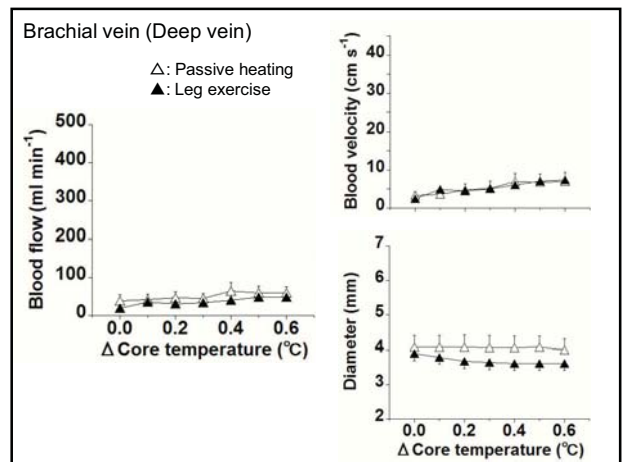 Brachial vein (Deep vein)
△: Passive heating
▲: Leg exercise
Blood flow (ml min⁻¹)
500
400
300
200
100
0
0.0 0.2 0.4 0.6
Δ Core temperature (℃)
Blood velocity (cm s⁻¹)
40
30
20
10
0
Diameter (mm)
7
6
5
4
3
2
0.0 0.2 0.4 0.6
Δ Core temperature (℃)